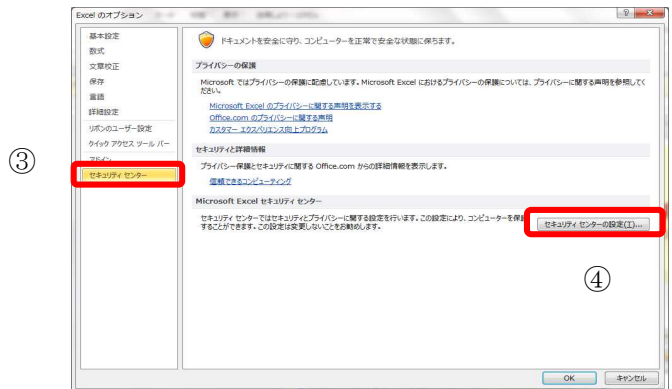 Excel のオプション
基本設定
数式
文章校正
保存
言語
詳細設定
リボンのユーザー設定
クイック アクセス ツール バー
アドイン
セキュリティ センター
③
ドキュメントを安全に守り、コンピューターを正常で安全な状態に保ちます。
プライバシーの保護
Microsoft ではプライバシーの保護に配慮しています。Microsoft Excel におけるプライバシーの保護については、プライバシーに関する声明を参照してく
ださい。
Microsoft Excel のプライバシーに関する声明を表示する
Office.com のプライバシーに関する声明
カスタマー エクスペリエンス向上プログラム
セキュリティと詳細情報
プライバシー保護とセキュリティに関する Office.com からの詳細情報を表示します。
信頼できるコンピューティング
Microsoft Excel セキュリティ センター
セキュリティ センターではセキュリティとプライバシーに関する設定を行います。この設定により、コンピューターを保護
することができます。この設定は変更しないことをお勧めします。
セキュリティ センターの設定(T)...
④
OK
キャンセル